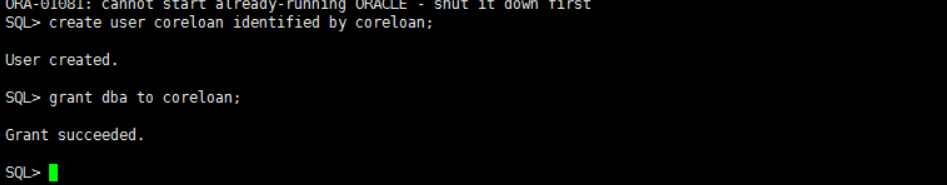 ORA-01081: cannot start already-running ORACLE - shut it down first
SQL> create user coreloan identified by coreloan;
User created.
SQL> grant dba to coreloan;
Grant succeeded.
SQL>